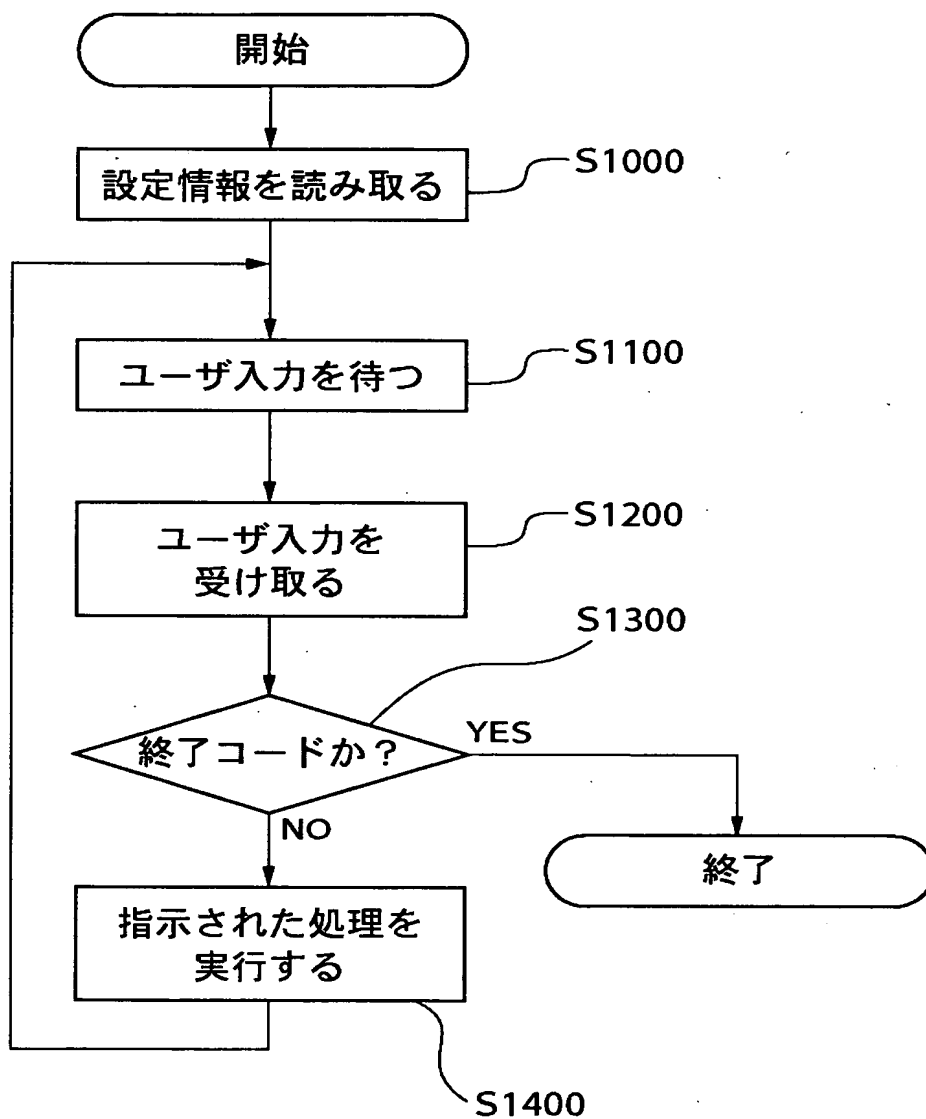 開始
設定情報を読み取る
S1000
ユーザ入力を待つ
S1100
ユーザ入力を
受け取る
S1200
S1300
終了コードか?
YES
NO
終了
指示された処理を
実行する
S1400